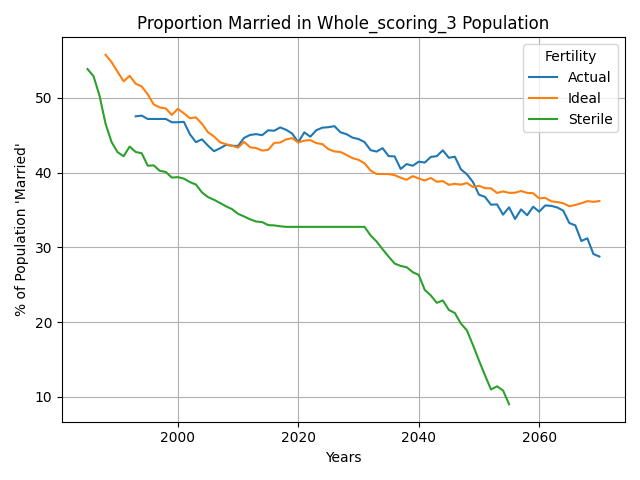 Proportion Married in Whole_scoring_3 Population
Fertility
Actual
Ideal
Sterile
% of Population 'Married'
50
40
30
20
10
2000 2020 2040 2060
Years